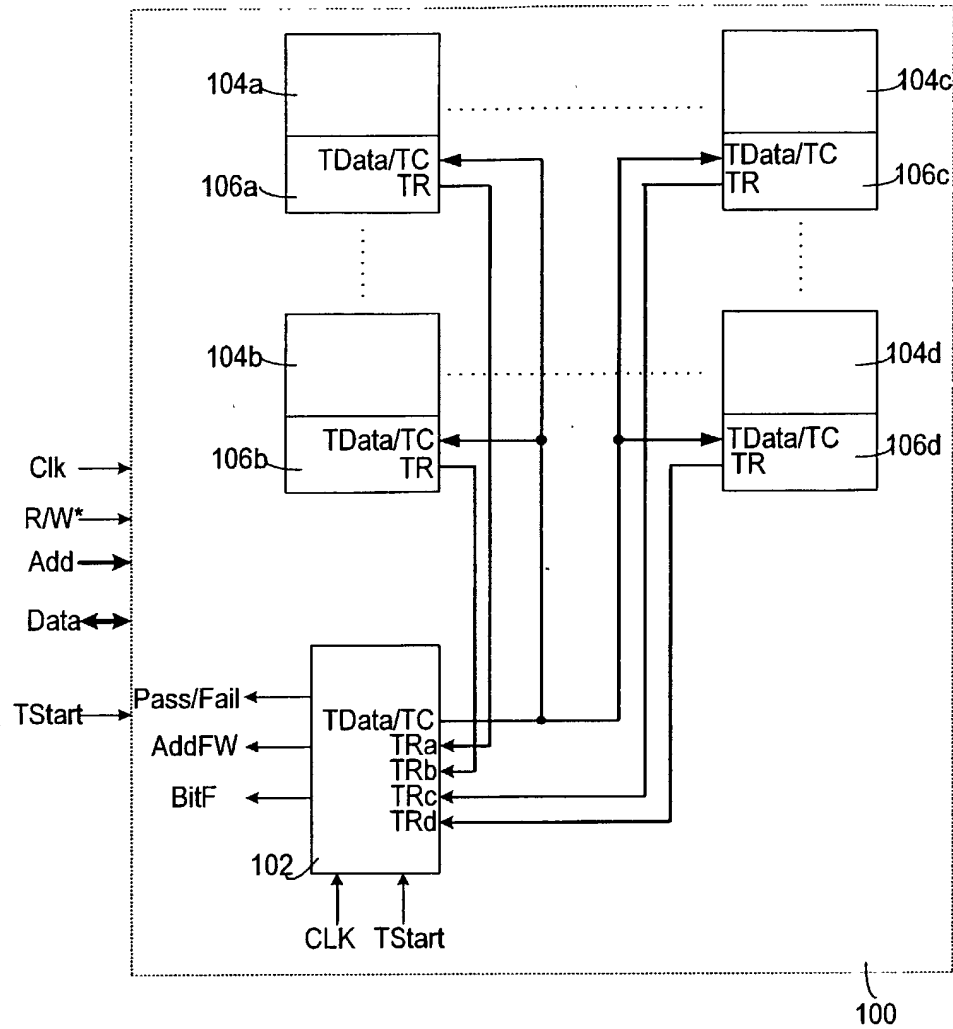 104a
104c
TData/TC
TData/TC
106a
TR
TR
106c
104b
104d
TData/TC
TData/TC
106b
TR
TR
106d
Clk
R/W*
Add
Data
TStart
Pass/Fail
TData/TC
AddFW
TRa
TRb
BitF
TRc
TRd
102
CLK
TStart
100